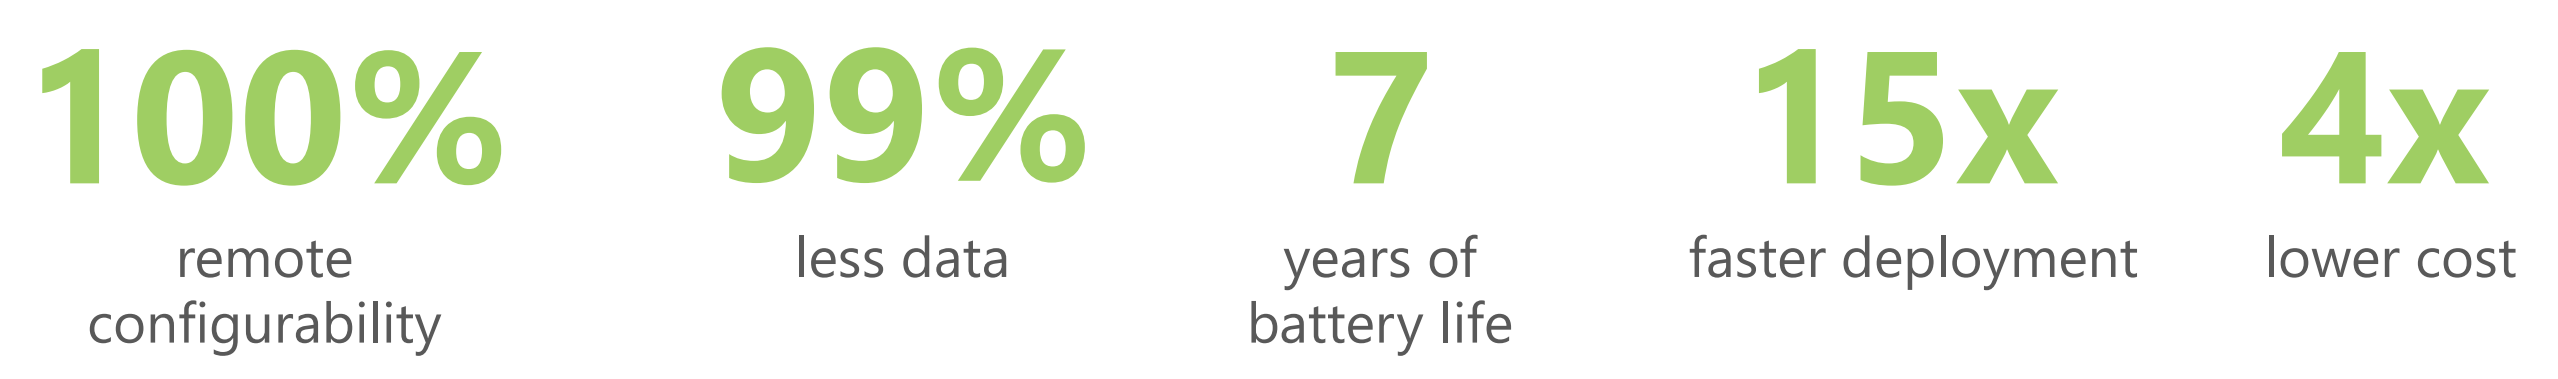 100%
remote
configurability
99%
less data
7
years of
battery life
15x
faster deployment
4x
lower cost